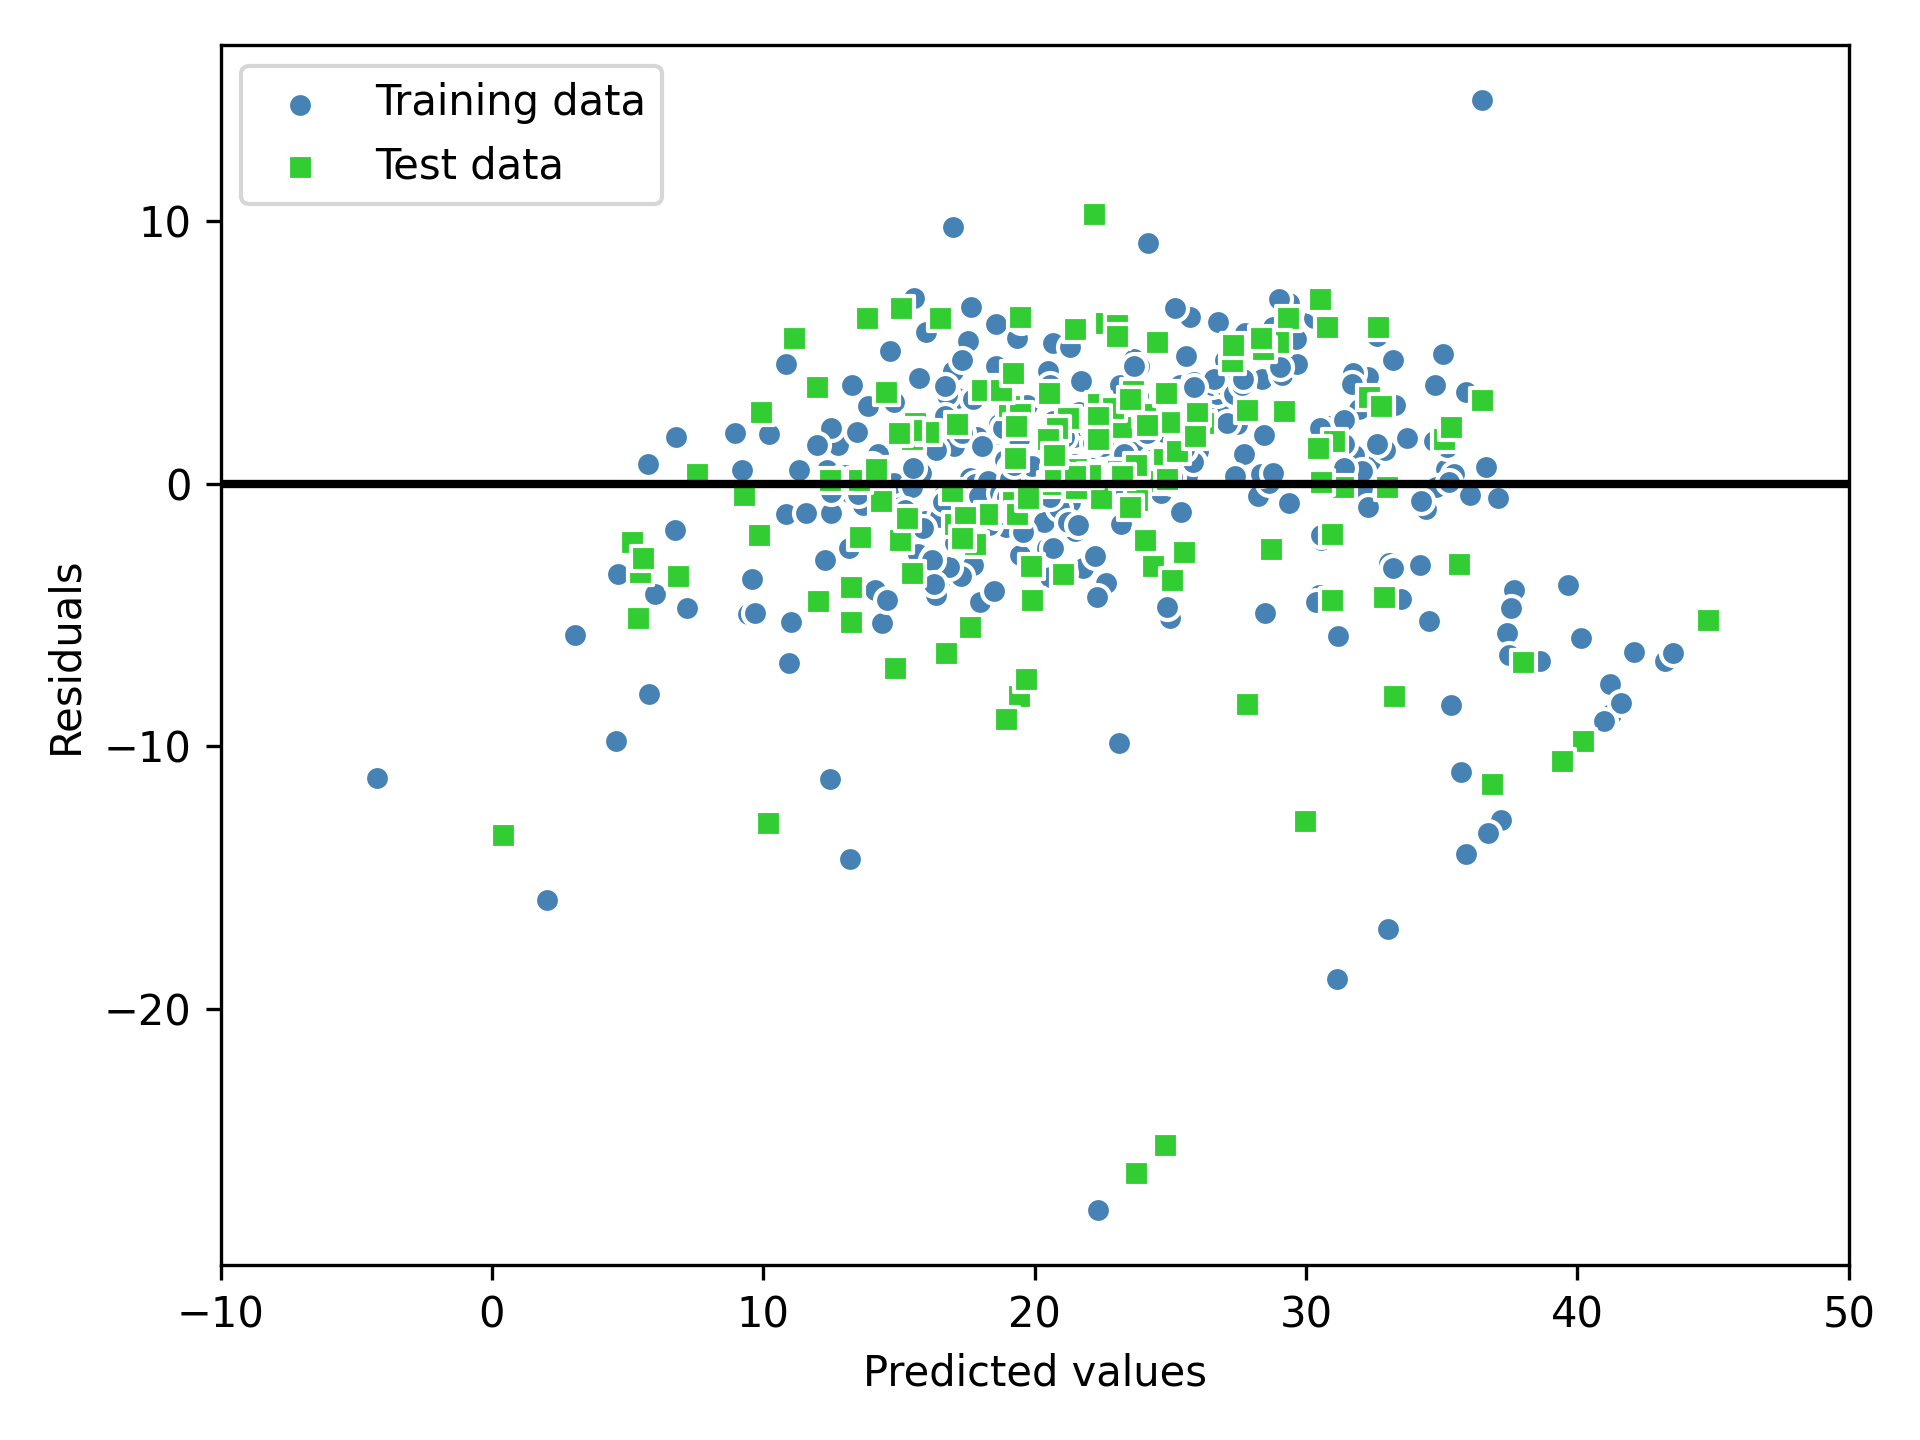 Training data
Test data
10
0
−10
−20
Residuals
−10 0 10 20 30 40 50
Predicted values